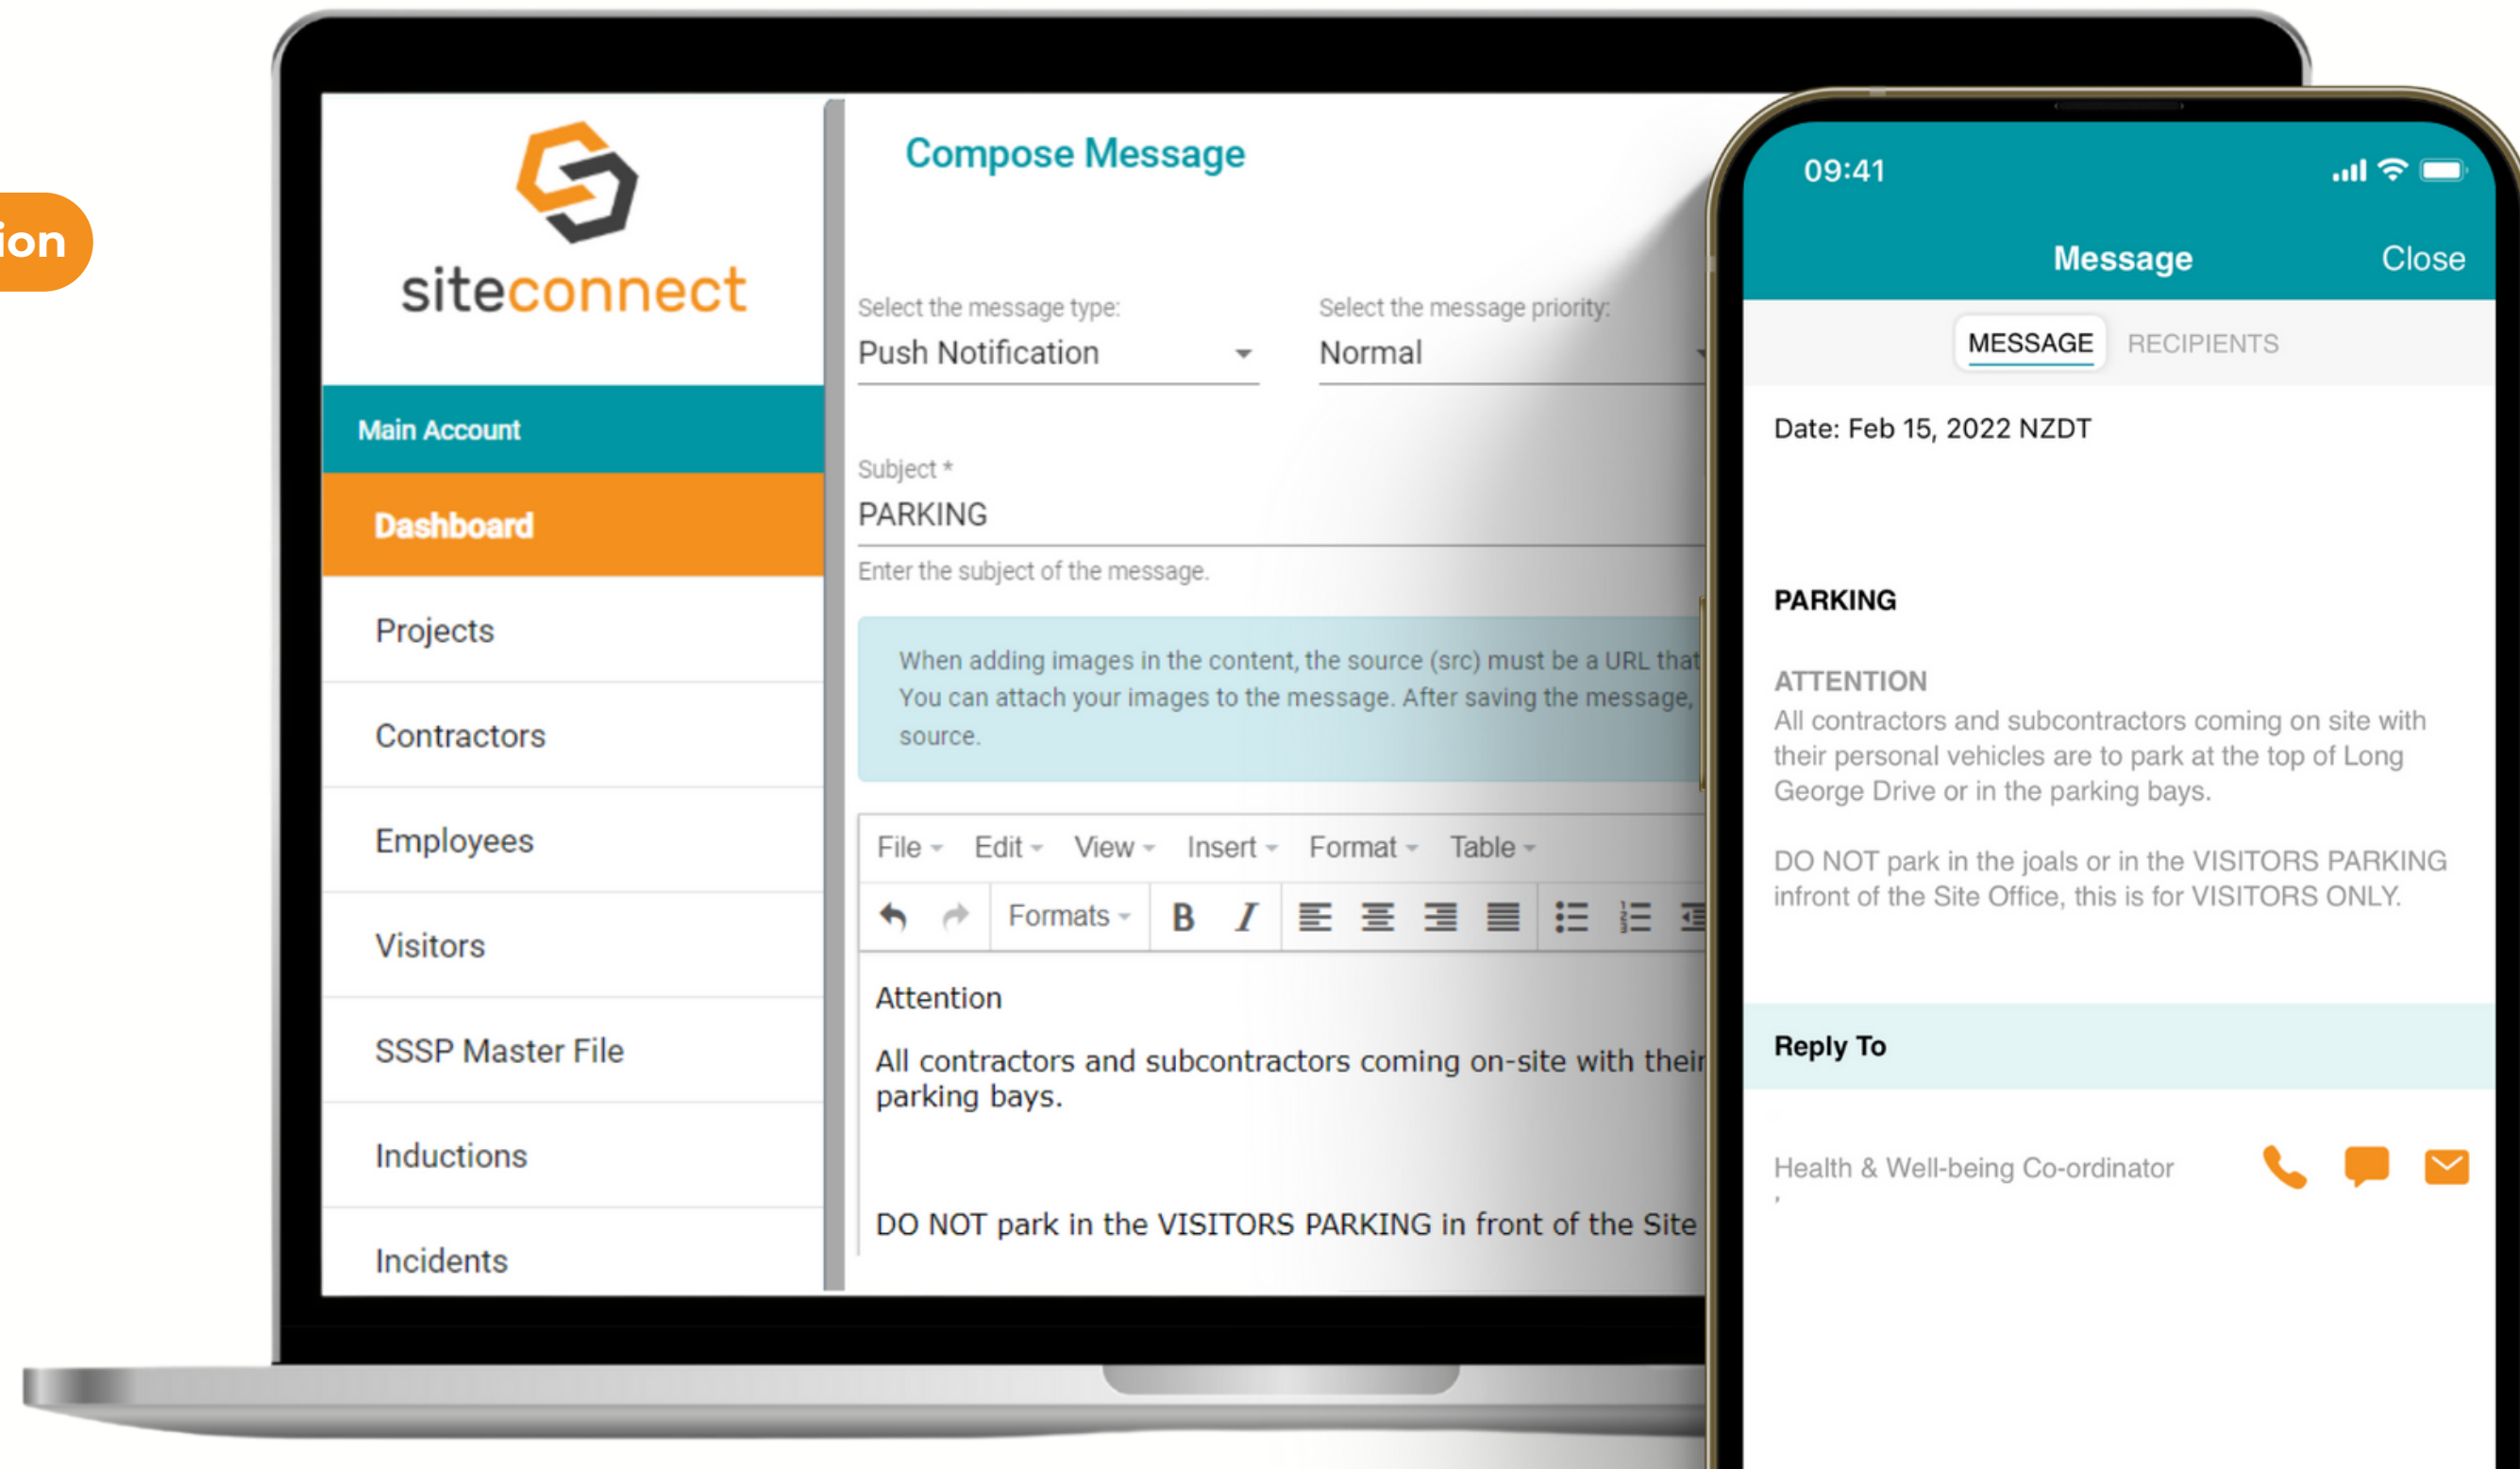 ion
siteconnect
Main Account
Dashboard
Projects
Contractors
Employees
Visitors
SSSP Master File
Inductions
Incidents
Compose Message
Select the message type:
Push Notification
Select the message priority:
Normal
Subject *
PARKING
Enter the subject of the message.
When adding images in the content, the source (src) must be a URL that
You can attach your images to the message. After saving the message,
source.
File Edit View Insert Format Table
Formats B I
Attention
All contractors and subcontractors coming on-site with their
parking bays.
DO NOT park in the VISITORS PARKING in front of the Site
09:41
Message
Close
MESSAGE
RECIPIENTS
Date: Feb 15, 2022 NZDT
PARKING
ATTENTION
All contractors and subcontractors coming on site with
their personal vehicles are to park at the top of Long
George Drive or in the parking bays.
DO NOT park in the joals or in the VISITORS PARKING
infront of the Site Office, this is for VISITORS ONLY.
Reply To
Health & Well-being Co-ordinator
,